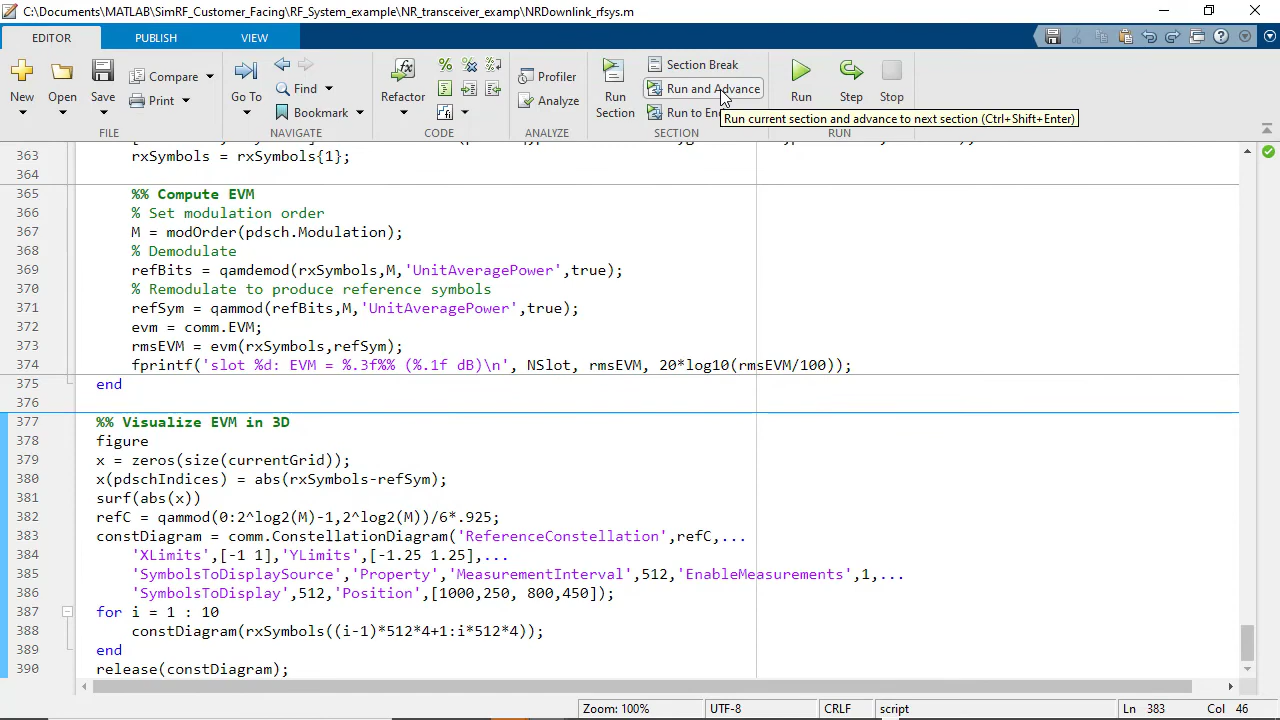 C:\Documents\MATLAB\SimRF_Customer_Facing\RF_System_example\NR_transceiver_examp\NRDownlink_rfsys.m
EDITOR PUBLISH VIEW
New Open Save Compare Print
FILE
Go To Find Bookmark
NAVIGATE
Refactor
CODE
Profiler Analyze
ANALYZE
Run Section
Section Break
Run and Advance
Run to En
SECTION
Run Step Stop
RUN
Run current section and advance to next section (Ctrl+Shift+Enter)
363 rxSymbols = rxSymbols{1};
364
365 %% Compute EVM
366 % Set modulation order
367 M = modOrder(pdsch.Modulation);
368 % Demodulate
369 refBits = qamdemod(rxSymbols,M,'UnitAveragePower',true);
370 % Remodulate to produce reference symbols
371 refSym = qammod(refBits,M,'UnitAveragePower',true);
372 evm = comm.EVM;
373 rmsEVM = evm(rxSymbols,refSym);
374 fprintf('slot %d: EVM = %.3f%% (%.1f dB)\n', NSlot, rmsEVM, 20*log10(rmsEVM/100));
375 end
376
377 %% Visualize EVM in 3D
378 figure
379 x = zeros(size(currentGrid));
380 x(pdschIndices) = abs(rxSymbols-refSym);
381 surf(abs(x))
382 refC = qammod(0:2^log2(M)-1,2^log2(M))/6*.925;
383 constDiagram = comm.ConstellationDiagram('ReferenceConstellation',refC,...
384 'XLimits',[-1 1],'YLimits',[-1.25 1.25],...
385 'SymbolsToDisplaySource','Property','MeasurementInterval',512,'EnableMeasurements',1,...
386 'SymbolsToDisplay',512,'Position',[1000,250, 800,450]);
387 for i = 1 : 10
388 constDiagram(rxSymbols((i-1)*512*4+1:i*512*4));
389 end
390 release(constDiagram);
Zoom: 100% UTF-8 CRLF script Ln 383 Col 46